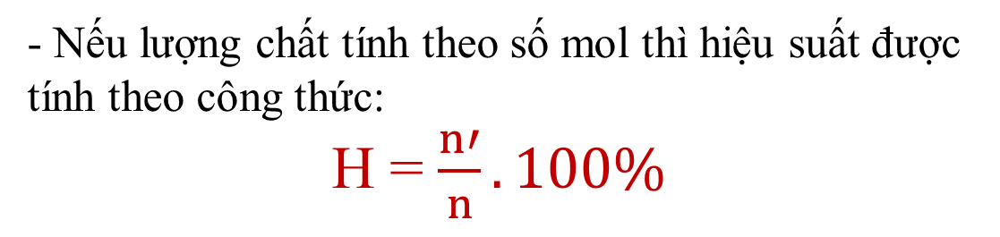 - Nếu lượng chất tính theo số mol thì hiệu suất được
tính theo công thức:
H = n′/n . 100%